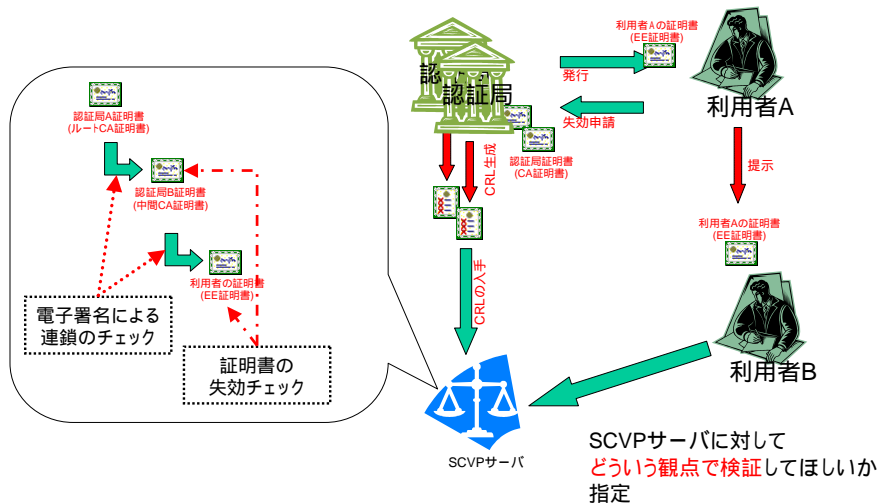 認証局A証明書
(ルートCA証明書)
認証局B証明書
(中間CA証明書)
利用者の証明書
(EE証明書)
電子署名による
連鎖のチェック
証明書の
失効チェック
認証局
発行
失効申請
認証局証明書
(CA証明書)
CRL生成
CRLの入手
SCVPサーバ
利用者Aの証明書
(EE証明書)
利用者A
提示
利用者Aの証明書
(EE証明書)
利用者B
SCVPサーバに対して
どういう観点で検証してほしいか
指定